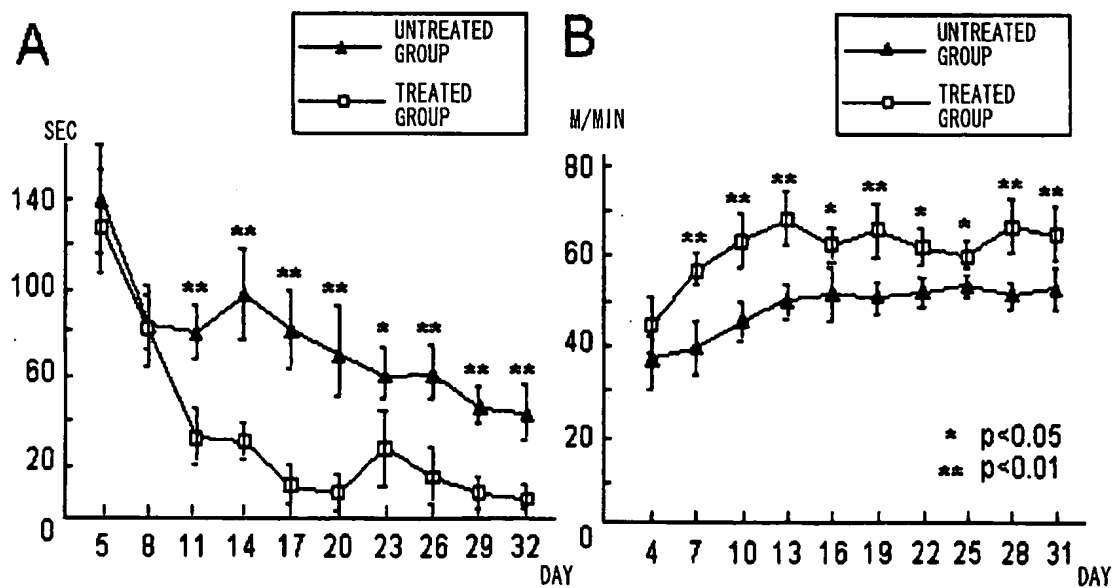 A
UNTREATED
GROUP
TREATED
GROUP
SEC
140
100
60
20
0
** ** ** ** * ** ** **
5 8 11 14 17 20 23 26 29 32
DAY
B
UNTREATED
GROUP
TREATED
GROUP
M/MIN
80
60
40
20
0
** ** ** * ** * * ** **
* p<0.05
** p<0.01
4 7 10 13 16 19 22 25 28 31
DAY